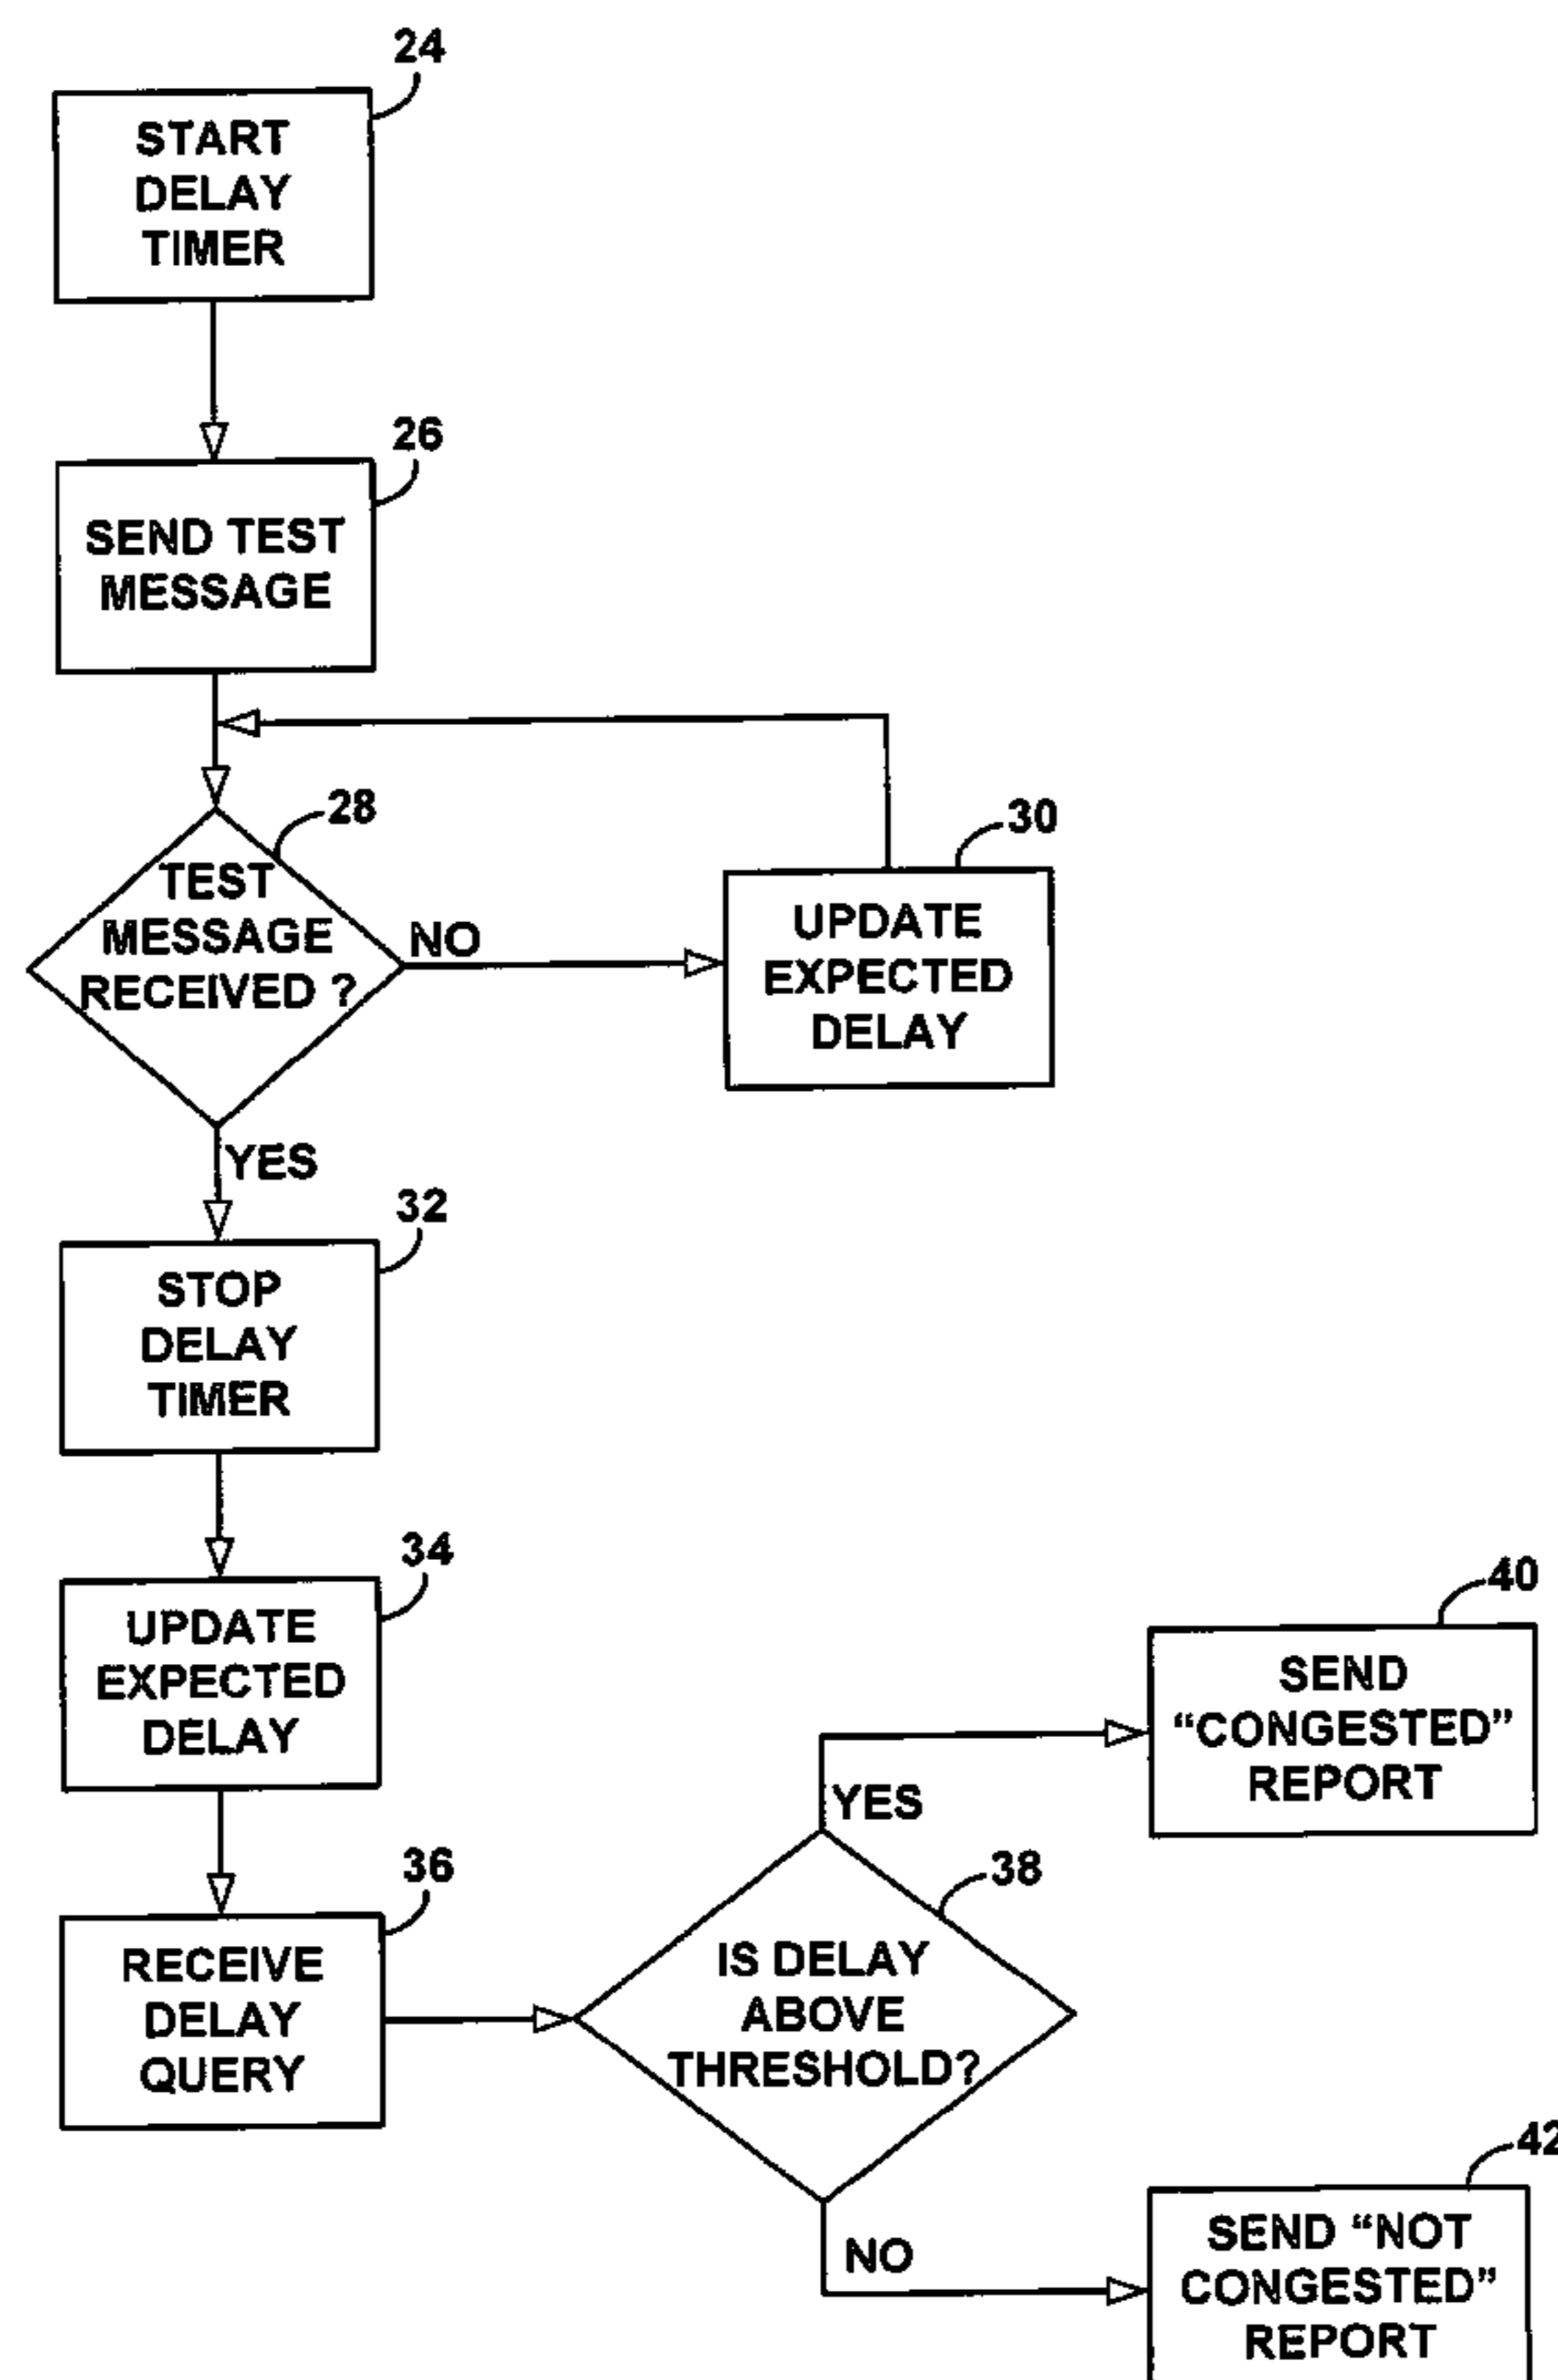 24
START
DELAY
TIMER
26
SEND TEST
MESSAGE
28
TEST
MESSAGE
RECEIVED ?
NO
30
UPDATE
EXPECTED
DELAY
YES
32
STOP
DELAY
TIMER
34
UPDATE
EXPECTED
DELAY
36
RECEIVE
DELAY
QUERY
38
IS DELAY
ABOVE
THRESHOLD?
YES
40
SEND
“CONGESTED”
REPORT
NO
42
SEND “NOT
CONGESTED”
REPORT